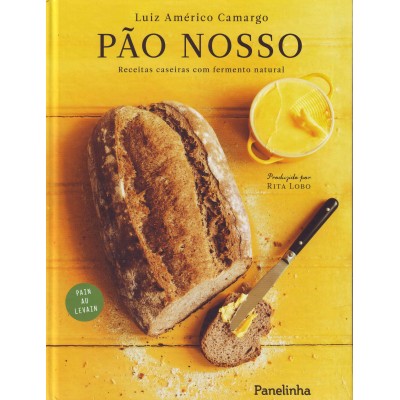 Luiz Américo Camargo
PÃO NOSSO
Receitas caseiras com fermento natural
Produzido por
RITA LOBO
PAIN
AU
LEVAIN
Panelinha